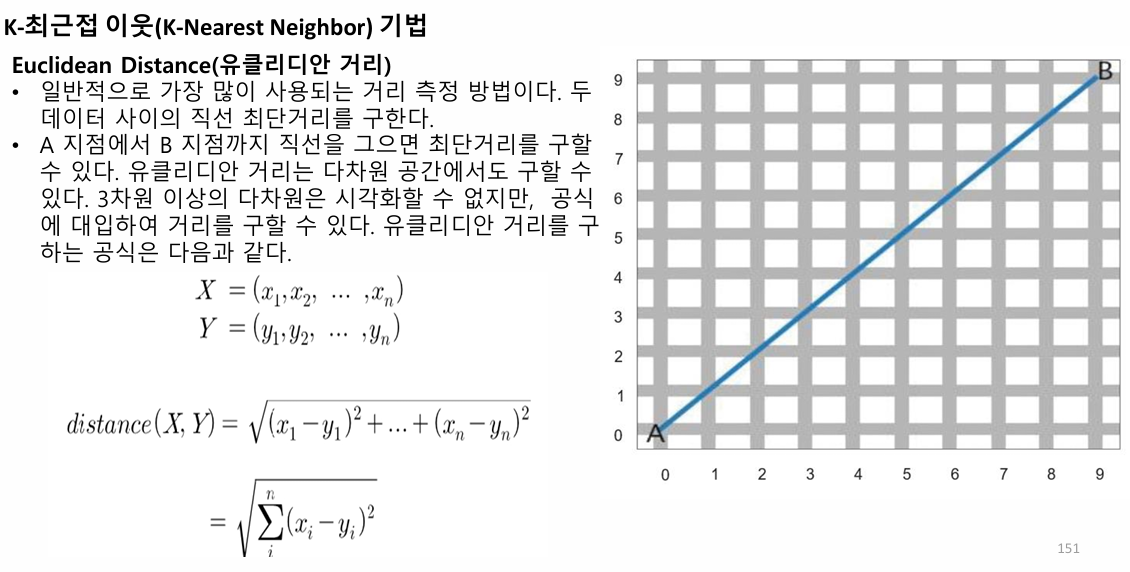 K-최근접 이웃(K-Nearest Neighbor) 기법
Euclidean Distance(유클리디안 거리)
• 일반적으로 가장 많이 사용되는 거리 측정 방법이다. 두
데이터 사이의 직선 최단거리를 구한다.
• A 지점에서 B 지점까지 직선을 그으면 최단거리를 구할
수 있다. 유클리디안 거리는 다차원 공간에서도 구할 수
있다. 3차원 이상의 다차원은 시각화할 수 없지만, 공식
에 대입하여 거리를 구할 수 있다. 유클리디안 거리를 구
하는 공식은 다음과 같다.
X = (x₁,x₂, ... ,xₙ)
Y = (y₁,y₂, ... ,yₙ)
distance(X, Y) = √(x₁−y₁)²+...+(xₙ−yₙ)²
= √∑ⁿᵢ(xᵢ−yᵢ)²
B
9
8
7
6
5
4
3
2
1
0
A
0 1 2 3 4 5 6 7 8 9
151